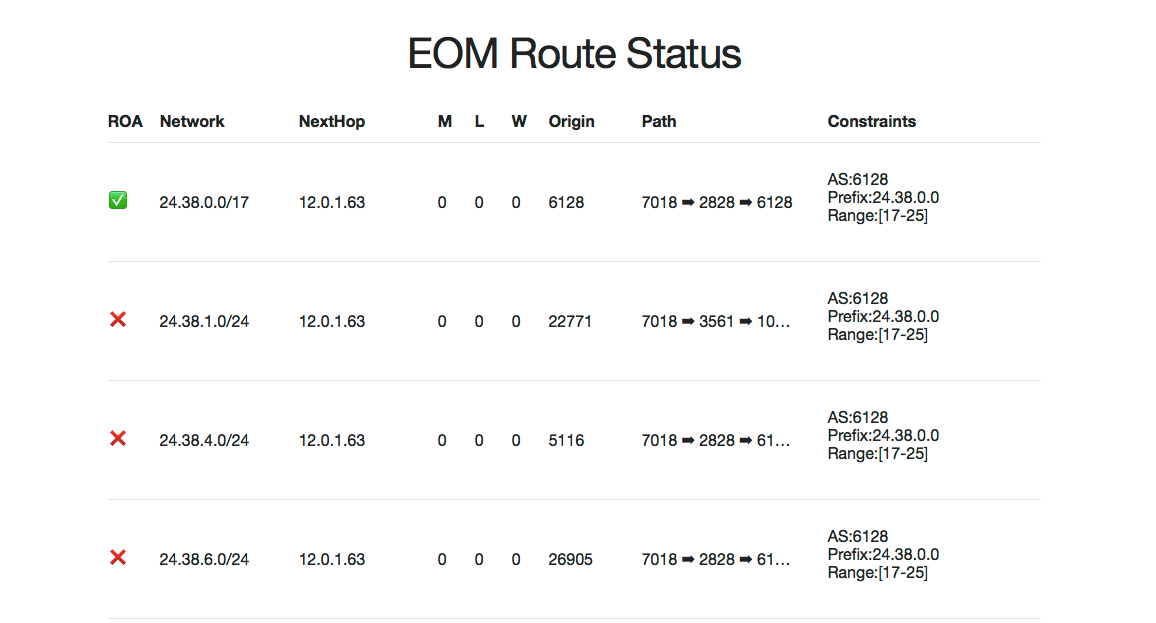 EOM Route Status
ROA Network NextHop M L W Origin Path Constraints
✅ 24.38.0.0/17 12.0.1.63 0 0 0 6128 7018 ➡ 2828 ➡ 6128 AS:6128
Prefix:24.38.0.0
Range:[17-25]
❌ 24.38.1.0/24 12.0.1.63 0 0 0 22771 7018 ➡ 3561 ➡ 10… AS:6128
Prefix:24.38.0.0
Range:[17-25]
❌ 24.38.4.0/24 12.0.1.63 0 0 0 5116 7018 ➡ 2828 ➡ 61… AS:6128
Prefix:24.38.0.0
Range:[17-25]
❌ 24.38.6.0/24 12.0.1.63 0 0 0 26905 7018 ➡ 2828 ➡ 61… AS:6128
Prefix:24.38.0.0
Range:[17-25]